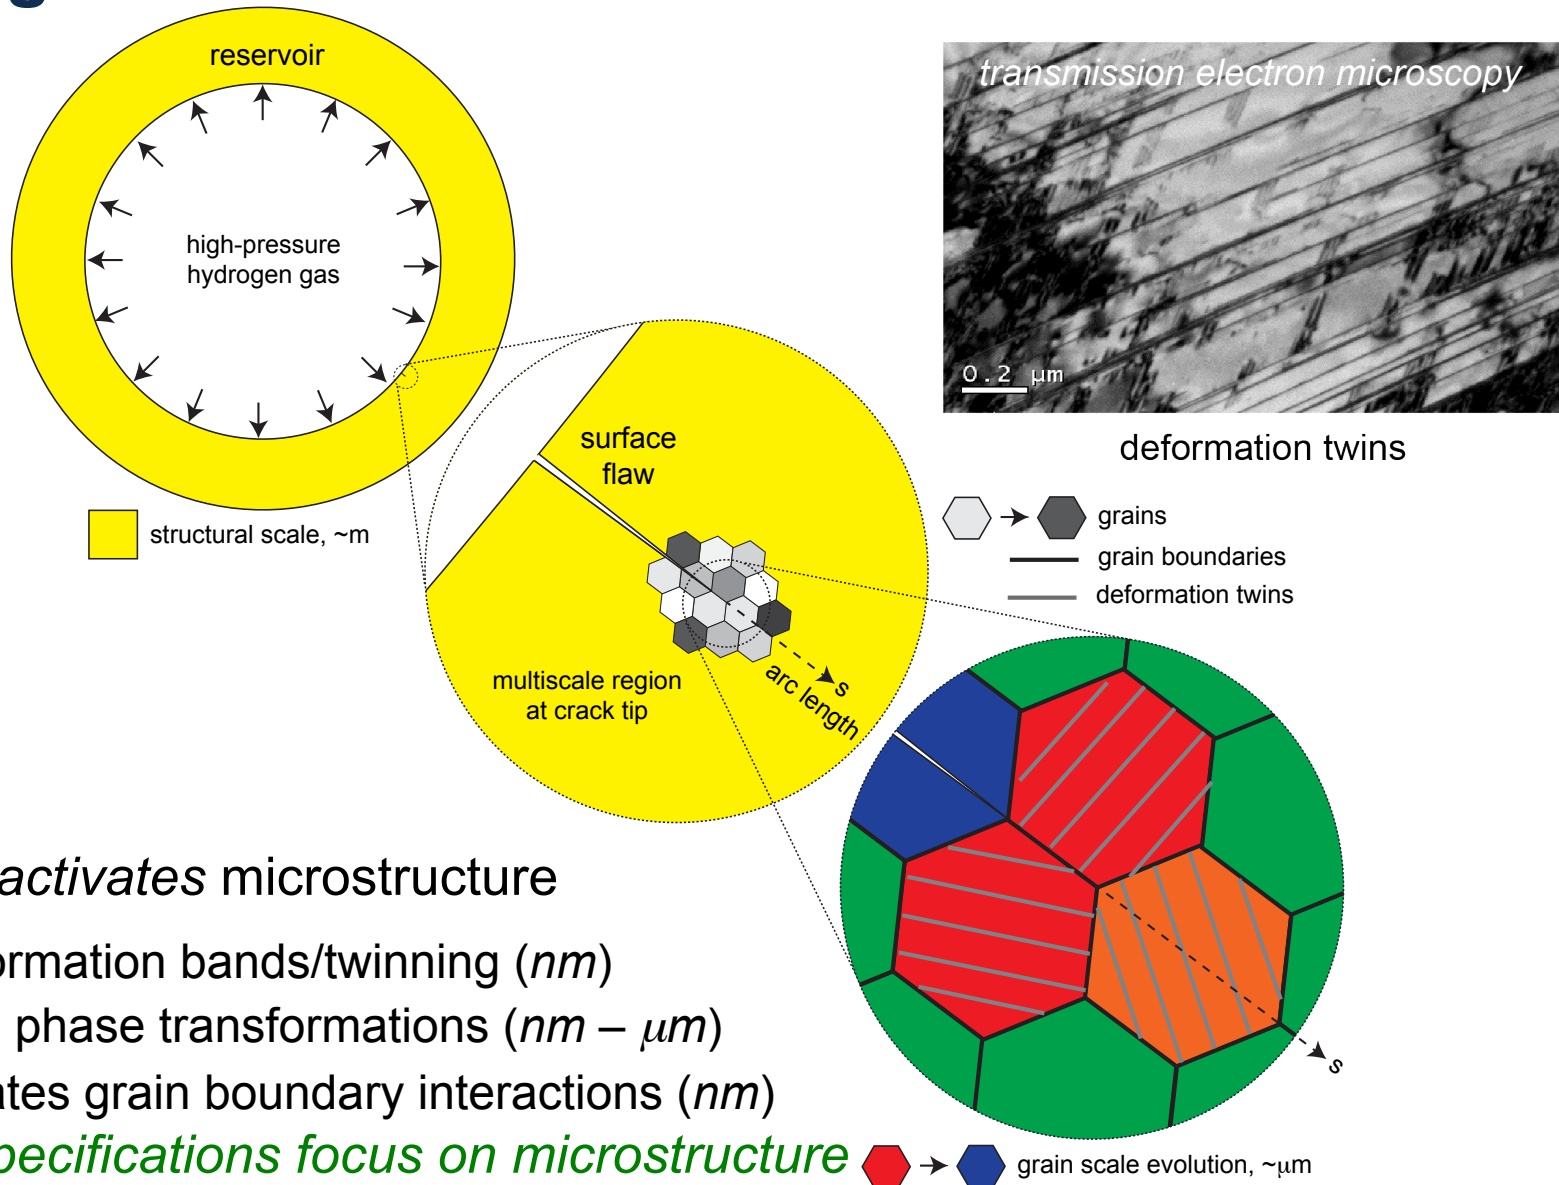 reservoir
high-pressure
hydrogen gas
structural scale, ~m
transmission electron microscopy
0.2 µm
deformation twins
grains
grain boundaries
deformation twins
surface
flaw
multiscale region
at crack tip
s
arc length
s
activates microstructure
ormation bands/twinning (nm)
phase transformations (nm – µm)
ates grain boundary interactions (nm)
pecifications focus on microstructure
grain scale evolution, ~µm